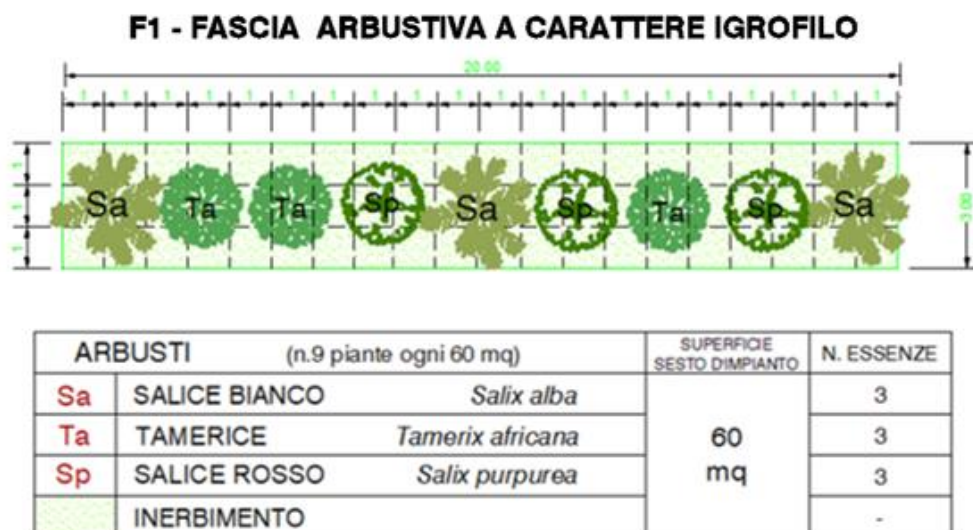 F1 - FASCIA ARBUSTIVA A CARATTERE IGROFILO
20.00
1 1 1 1 1 1 1 1 1 1 1 1 1 1 1 1 1 1 1 1
1
1
1
Sa Ta Ta Sp Sa Sp Ta Sp Sa
3.00
ARBUSTI (n.9 piante ogni 60 mq) SUPERFICIE SESTO D'IMPIANTO N. ESSENZE
Sa SALICE BIANCO Salix alba 3
Ta TAMERICE Tamerix africana 60 3
Sp SALICE ROSSO Salix purpurea mq 3
INERBIMENTO -